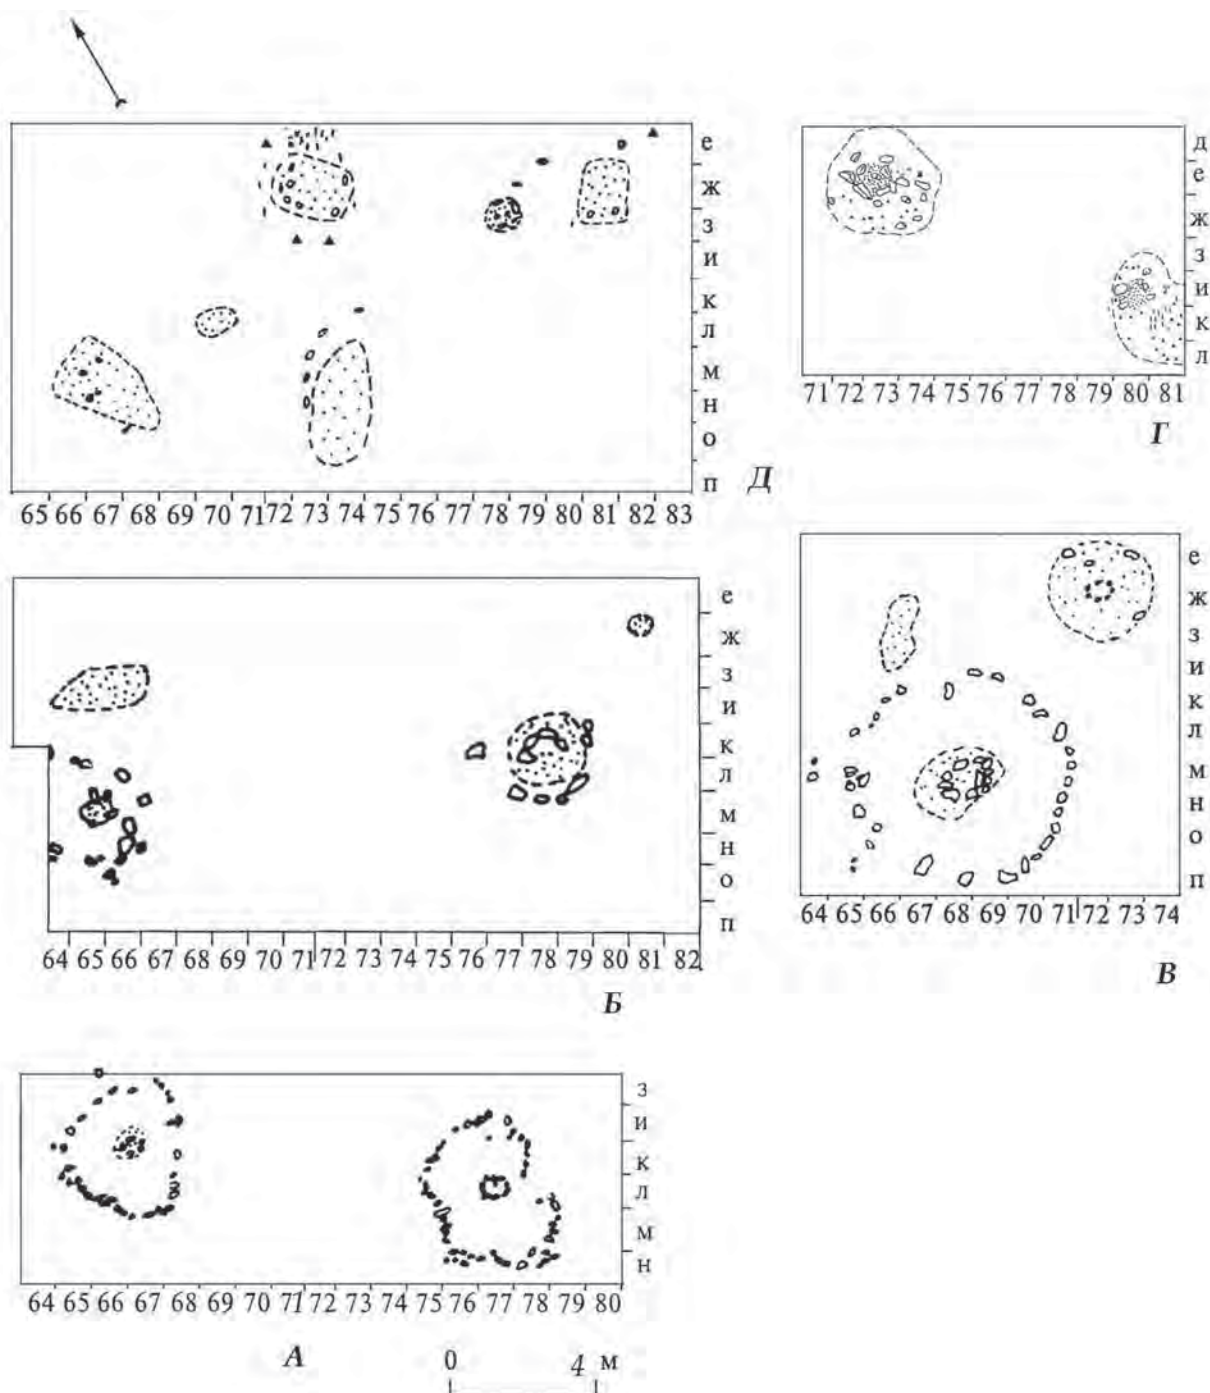 е
ж
з
и
к
л
м
н
о
п
65 66 67 68 69 70 71 72 73 74 75 76 77 78 79 80 81 82 83
Д
д
е
ж
з
и
к
л
71 72 73 74 75 76 77 78 79 80 81
Г
е
ж
з
и
к
л
м
н
о
п
64 65 66 67 68 69 70 71 72 73 74 75 76 77 78 79 80 81 82
Б
е
ж
з
и
к
л
м
н
о
п
64 65 66 67 68 69 70 71 72 73 74
В
з
и
к
л
м
н
64 65 66 67 68 69 70 71 72 73 74 75 76 77 78 79 80
А
0 4 м